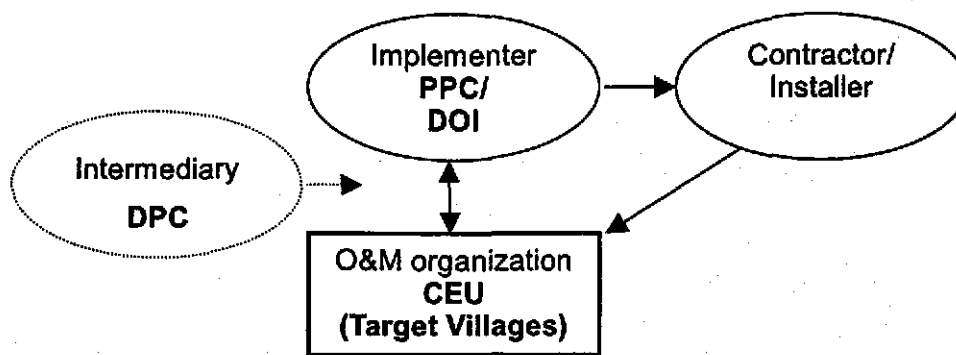 Implementer
PPC/
DOI
Contractor/
Installer
Intermediary
DPC
O&M organization
CEU
(Target Villages)